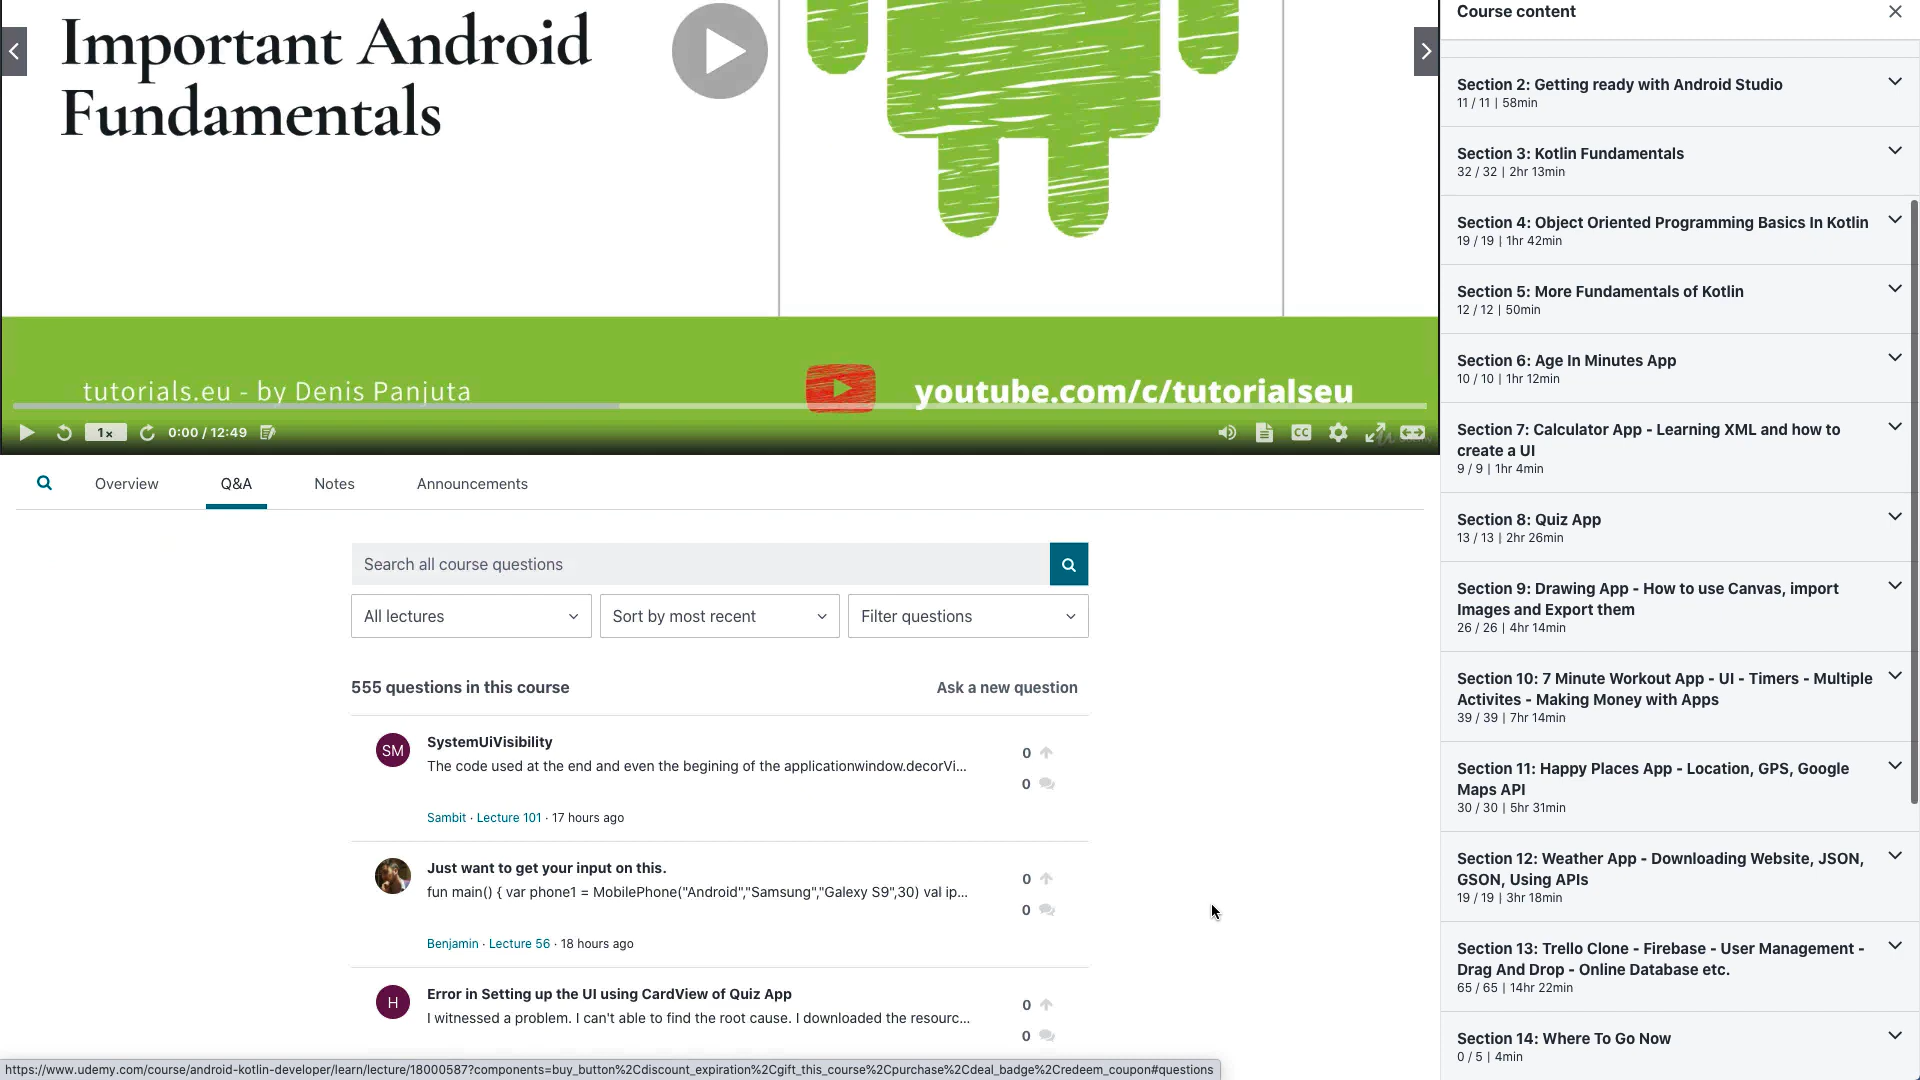 Important Android
Fundamentals
tutorials.eu - by Denis Panjuta
youtube.com/c/tutorialseu
1x
0:00 / 12:49
CC
Overview
Q&A
Notes
Announcements
Search all course questions
All lectures
Sort by most recent
Filter questions
555 questions in this course
Ask a new question
SM
SystemUiVisibility
The code used at the end and even the begining of the applicationwindow.decorVi...
0
0
Sambit · Lecture 101 · 17 hours ago
Just want to get your input on this.
fun main() { var phone1 = MobilePhone("Android","Samsung","Galexy S9",30) val ip...
0
0
Benjamin · Lecture 56 · 18 hours ago
H
Error in Setting up the UI using CardView of Quiz App
I witnessed a problem. I can't able to find the root cause. I downloaded the resourc...
0
0
https://www.udemy.com/course/android-kotlin-developer/learn/lecture/18000587?components=buy_button%2Cdiscount_expiration%2Cgift_this_course%2Cpurchase%2Cdeal_badge%2Credeem_coupon#questions
Course content
Section 2: Getting ready with Android Studio
11 / 11 | 58min
Section 3: Kotlin Fundamentals
32 / 32 | 2hr 13min
Section 4: Object Oriented Programming Basics In Kotlin
19 / 19 | 1hr 42min
Section 5: More Fundamentals of Kotlin
12 / 12 | 50min
Section 6: Age In Minutes App
10 / 10 | 1hr 12min
Section 7: Calculator App - Learning XML and how to
create a UI
9 / 9 | 1hr 4min
Section 8: Quiz App
13 / 13 | 2hr 26min
Section 9: Drawing App - How to use Canvas, import
Images and Export them
26 / 26 | 4hr 14min
Section 10: 7 Minute Workout App - UI - Timers - Multiple
Activites - Making Money with Apps
39 / 39 | 7hr 14min
Section 11: Happy Places App - Location, GPS, Google
Maps API
30 / 30 | 5hr 31min
Section 12: Weather App - Downloading Website, JSON,
GSON, Using APIs
19 / 19 | 3hr 18min
Section 13: Trello Clone - Firebase - User Management -
Drag And Drop - Online Database etc.
65 / 65 | 14hr 22min
Section 14: Where To Go Now
0 / 5 | 4min